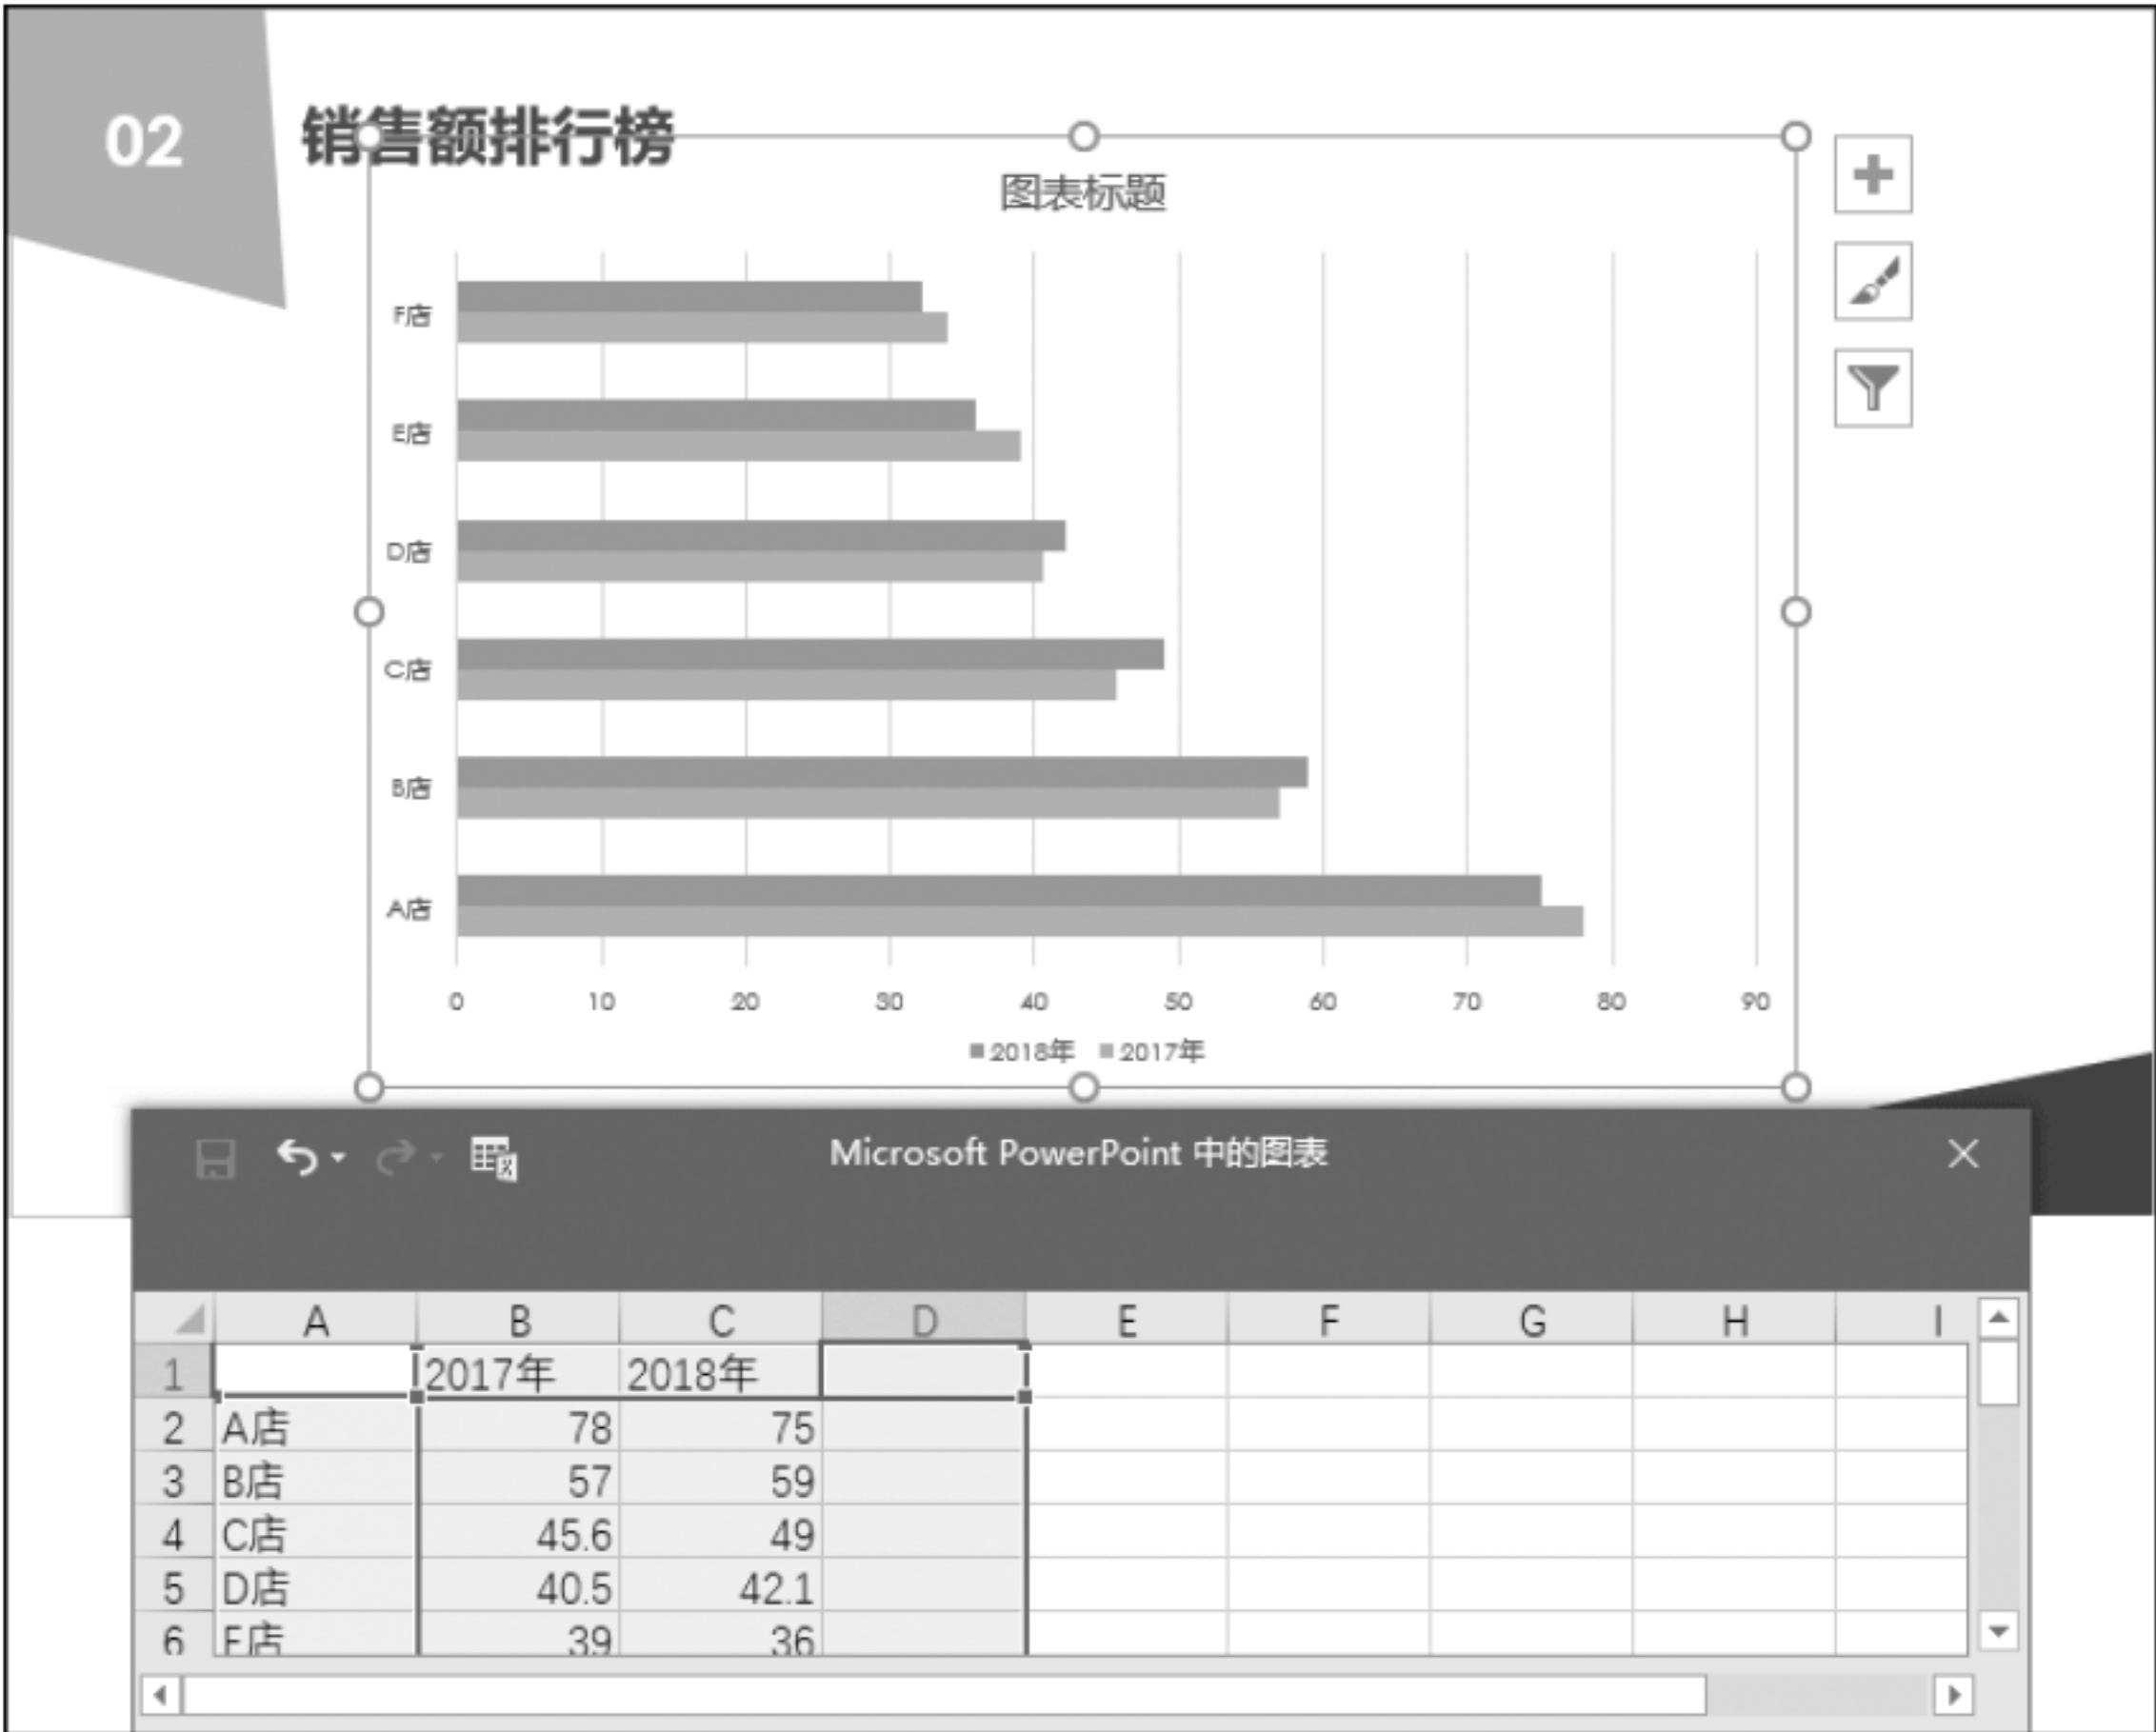 02
销售额排行榜
图表标题
F店
E店
D店
C店
B店
A店
0 10 20 30 40 50 60 70 80 90
2018年 2017年
Microsoft PowerPoint 中的图表
A B C D E F G H I
1 2017年 2018年
2 A店 78 75
3 B店 57 59
4 C店 45.6 49
5 D店 40.5 42.1
6 E店 39 36